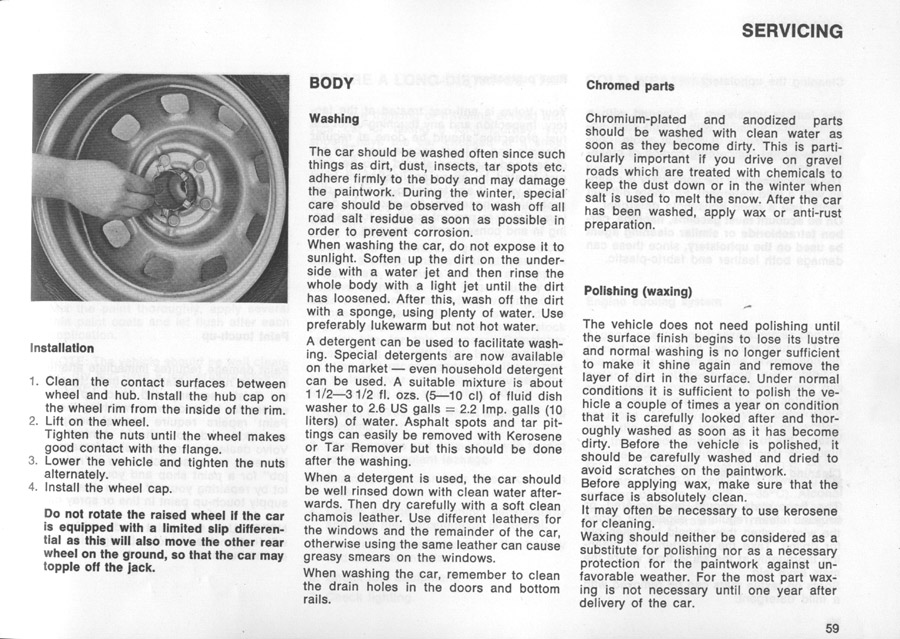 SERVICING
Installation
1. Clean the contact surfaces between
wheel and hub. Install the hub cap on
the wheel rim from the inside of the rim.
2. Lift on the wheel.
Tighten the nuts until the wheel makes
good contact with the flange.
3. Lower the vehicle and tighten the nuts
alternately.
4. Install the wheel cap.
Do not rotate the raised wheel if the car
is equipped with a limited slip differen-
tial as this will also move the other rear
wheel on the ground, so that the car may
topple off the jack.
BODY
Washing
The car should be washed often since such
things as dirt, dust, insects, tar spots etc.
adhere firmly to the body and may damage
the paintwork. During the winter, special
care should be observed to wash off all
road salt residue as soon as possible in
order to prevent corrosion.
When washing the car, do not expose it to
sunlight. Soften up the dirt on the under-
side with a water jet and then rinse the
whole body with a light jet until the dirt
has loosened. After this, wash off the dirt
with a sponge, using plenty of water. Use
preferably lukewarm but not hot water.
A detergent can be used to facilitate wash-
ing. Special detergents are now available
on the market — even household detergent
can be used. A suitable mixture is about
1 1/2—3 1/2 fl. ozs. (5—10 cl) of fluid dish
washer to 2.6 US galls = 2.2 Imp. galls (10
liters) of water. Asphalt spots and tar pit-
tings can easily be removed with Kerosene
or Tar Remover but this should be done
after the washing.
When a detergent is used, the car should
be well rinsed down with clean water after-
wards. Then dry carefully with a soft clean
chamois leather. Use different leathers for
the windows and the remainder of the car,
otherwise using the same leather can cause
greasy smears on the windows.
When washing the car, remember to clean
the drain holes in the doors and bottom
rails.
Chromed parts
Chromium-plated and anodized parts
should be washed with clean water as
soon as they become dirty. This is parti-
cularly important if you drive on gravel
roads which are treated with chemicals to
keep the dust down or in the winter when
salt is used to melt the snow. After the car
has been washed, apply wax or anti-rust
preparation.
Polishing (waxing)
The vehicle does not need polishing until
the surface finish begins to lose its lustre
and normal washing is no longer sufficient
to make it shine again and remove the
layer of dirt in the surface. Under normal
conditions it is sufficient to polish the ve-
hicle a couple of times a year on condition
that it is carefully looked after and thor-
oughly washed as soon as it has become
dirty. Before the vehicle is polished, it
should be carefully washed and dried to
avoid scratches on the paintwork.
Before applying wax, make sure that the
surface is absolutely clean.
It may often be necessary to use kerosene
for cleaning.
Waxing should neither be considered as a
substitute for polishing nor as a necessary
protection for the paintwork against un-
favorable weather. For the most part wax-
ing is not necessary until one year after
delivery of the car.
59